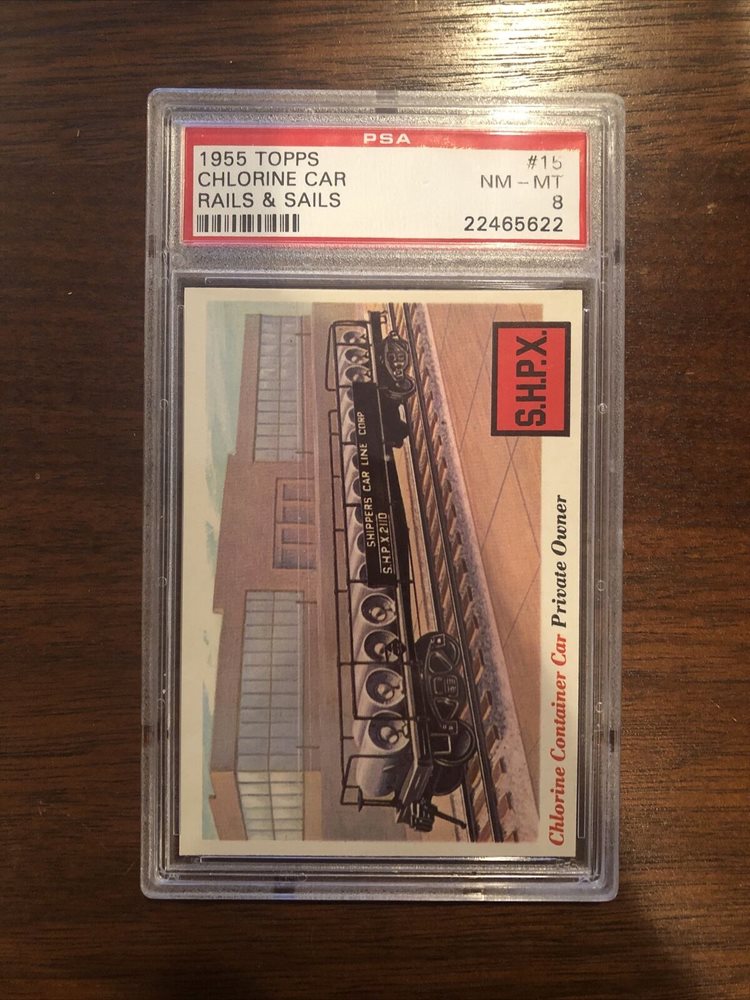 PSA
1955 TOPPS #15
CHLORINE CAR NM - MT
RAILS & SAILS 8
22465622
S.H.P.X.
SHIPPERS CAR LINE CORP.
S.H.P.X 2110
Chlorine Container Car Private Owner